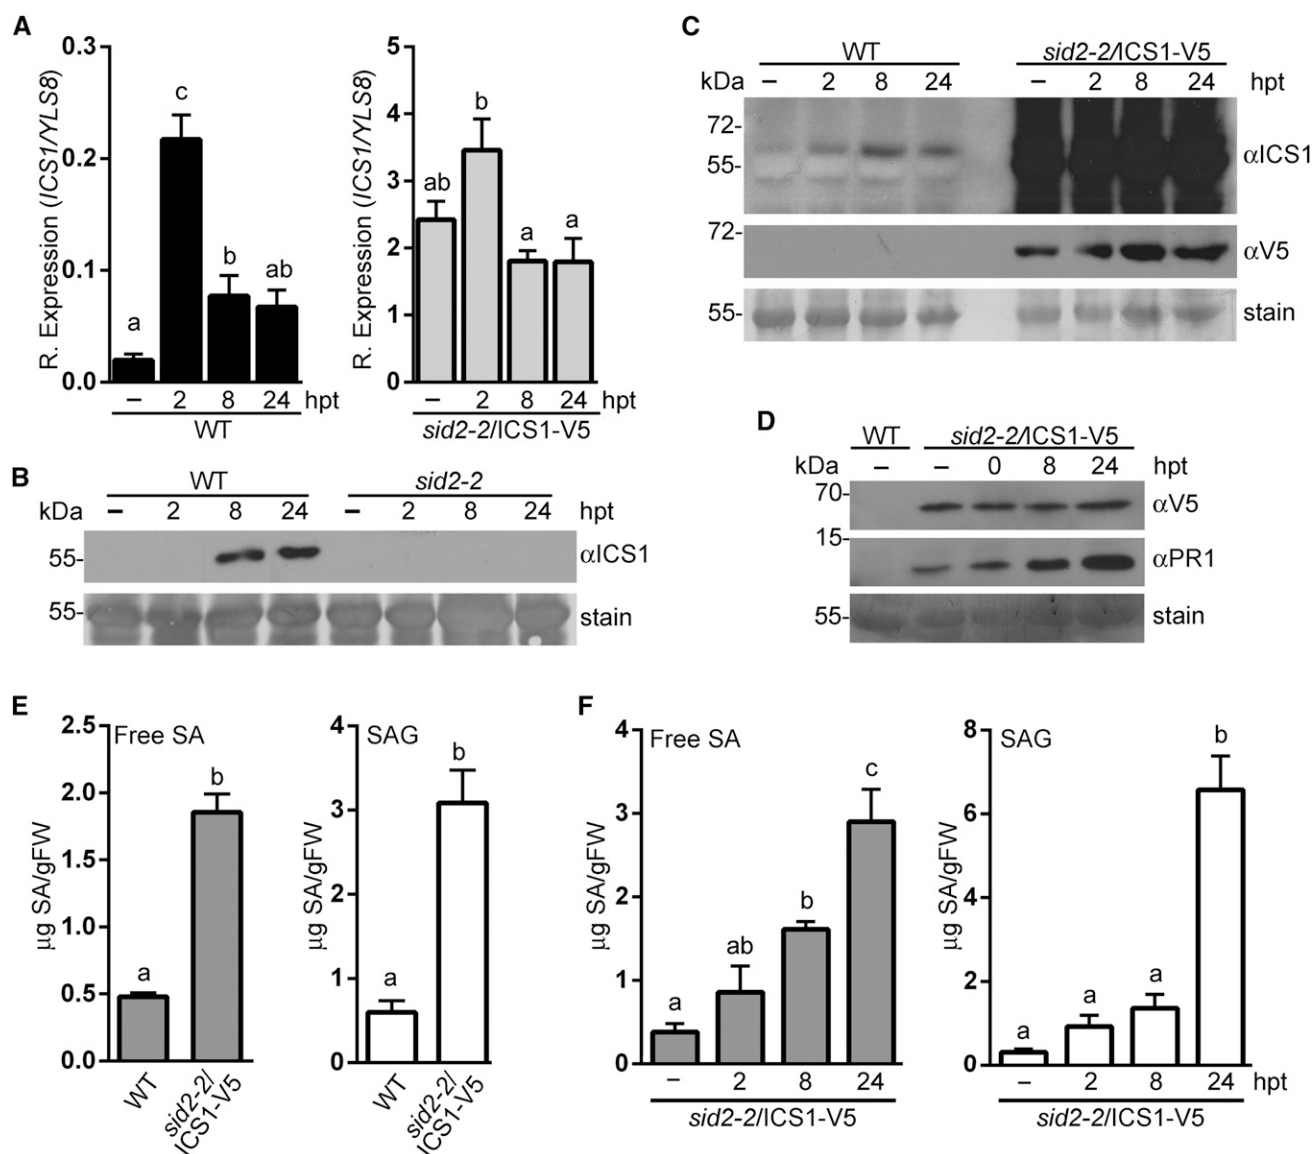 A
R. Expression (ICS1/YLS8)
0.3
0.2
0.1
0.0
a
c
b
ab
– 2 8 24 hpt
WT
R. Expression (ICS1/YLS8)
5
4
3
2
1
0
ab
b
a
a
– 2 8 24 hpt
sid2-2/ICS1-V5
B
WT sid2-2
kDa – 2 8 24 – 2 8 24 hpt
55- αICS1
55- stain
C
WT sid2-2/ICS1-V5
kDa – 2 8 24 – 2 8 24 hpt
72-
55- αICS1
72- αV5
55- stain
D
WT sid2-2/ICS1-V5
kDa – – 0 8 24 hpt
70- αV5
15- αPR1
55- stain
E
Free SA
μg SA/gFW
2.5
2.0
1.5
1.0
0.5
0.0
a
b
WT
sid2-2/
ICS1-V5
SAG
μg SA/gFW
4
3
2
1
0
a
b
WT
sid2-2/
ICS1-V5
F
Free SA
μg SA/gFW
4
3
2
1
0
a
ab
b
c
– 2 8 24
sid2-2/ICS1-V5
SAG
μg SA/gFW
8
6
4
2
0
a
a
a
b
– 2 8 24 hpt
sid2-2/ICS1-V5